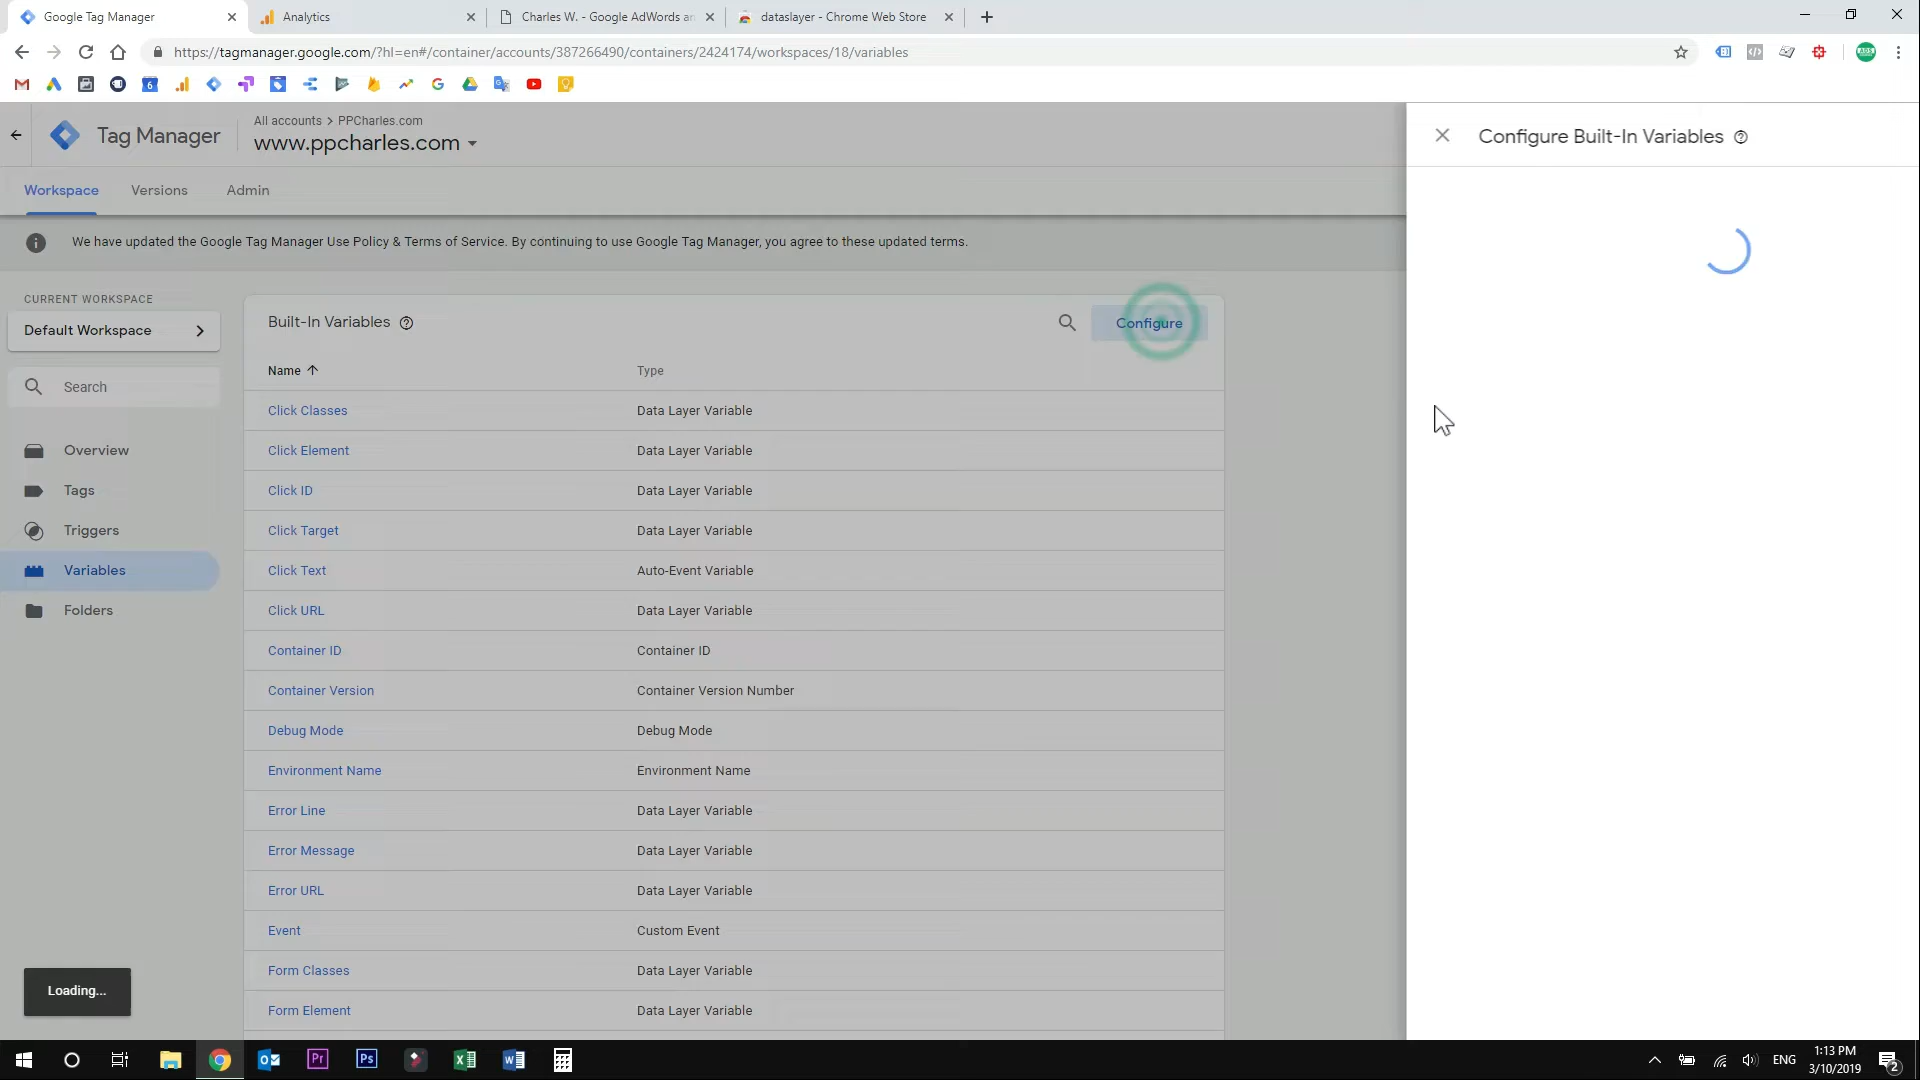 Google Tag Manager
Analytics
Charles W. - Google AdWords an
dataslayer - Chrome Web Store
https://tagmanager.google.com/?hl=en#/container/accounts/387266490/containers/2424174/workspaces/18/variables
Tag Manager
All accounts > PPCharles.com
www.ppcharles.com
Workspace
Versions
Admin
We have updated the Google Tag Manager Use Policy & Terms of Service. By continuing to use Google Tag Manager, you agree to these updated terms.
CURRENT WORKSPACE
Default Workspace
Search
Overview
Tags
Triggers
Variables
Folders
Loading...
Built-In Variables
Configure
Name Type
Click Classes Data Layer Variable
Click Element Data Layer Variable
Click ID Data Layer Variable
Click Target Data Layer Variable
Click Text Auto-Event Variable
Click URL Data Layer Variable
Container ID Container ID
Container Version Container Version Number
Debug Mode Debug Mode
Environment Name Environment Name
Error Line Data Layer Variable
Error Message Data Layer Variable
Error URL Data Layer Variable
Event Custom Event
Form Classes Data Layer Variable
Form Element Data Layer Variable
Configure Built-In Variables
Pr
Ps
ENG
1:13 PM
3/10/2019
2